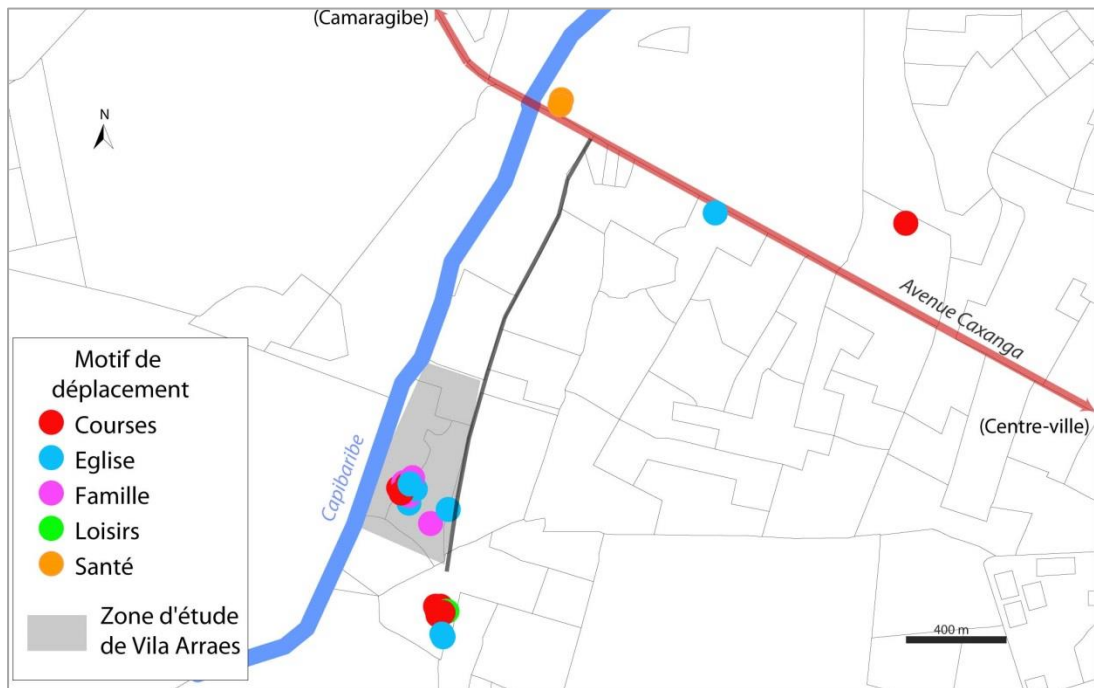 (Camaragibe)
N
Avenue Caxanga
(Centre-ville)
Capibaribe
Motif de
déplacement
Courses
Eglise
Famille
Loisirs
Santé
Zone d'étude
de Vila Arraes
400 m